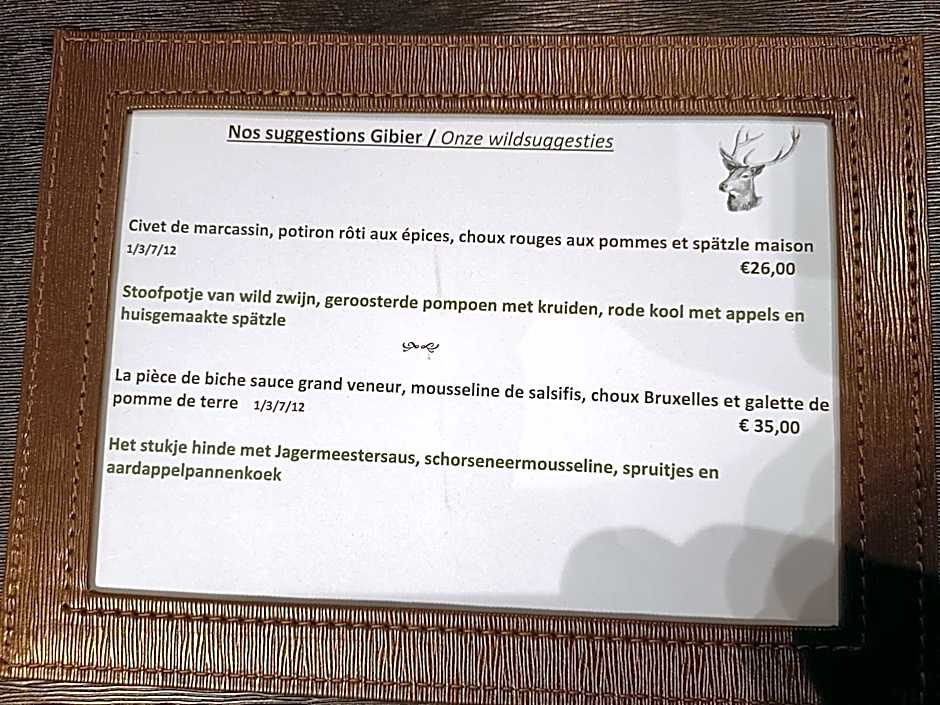 Nos suggestions Gibier / Onze wildsuggesties
Civet de marcassin, potiron rôti aux épices, choux rouges aux pommes et spätzle maison
1/3/7/12 €26,00
Stoofpotje van wild zwijn, geroosterde pompoen met kruiden, rode kool met appels en
huisgemaakte spätzle
La pièce de biche sauce grand veneur, mousseline de salsifis, choux Bruxelles et galette de
pomme de terre 1/3/7/12 € 35,00
Het stukje hinde met Jagermeestersaus, schorseneermousseline, spruitjes en
aardappelpannenkoek